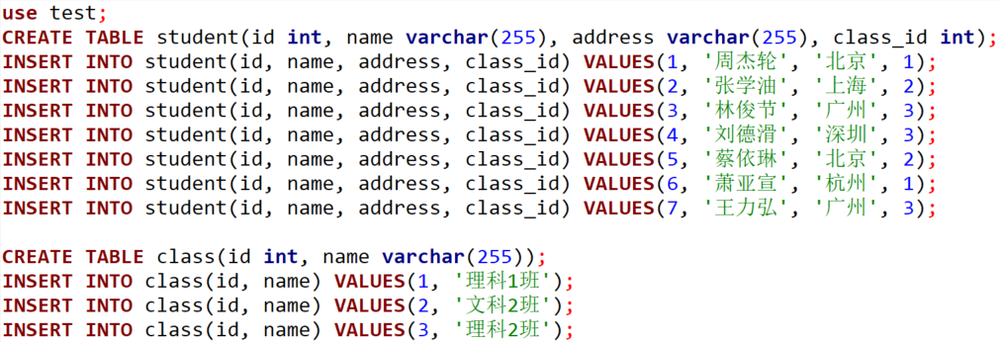 use test;
CREATE TABLE student(id int, name varchar(255), address varchar(255), class_id int);
INSERT INTO student(id, name, address, class_id) VALUES(1, '周杰轮', '北京', 1);
INSERT INTO student(id, name, address, class_id) VALUES(2, '张学油', '上海', 2);
INSERT INTO student(id, name, address, class_id) VALUES(3, '林俊节', '广州', 3);
INSERT INTO student(id, name, address, class_id) VALUES(4, '刘德滑', '深圳', 3);
INSERT INTO student(id, name, address, class_id) VALUES(5, '蔡依琳', '北京', 2);
INSERT INTO student(id, name, address, class_id) VALUES(6, '萧亚宣', '杭州', 1);
INSERT INTO student(id, name, address, class_id) VALUES(7, '王力弘', '广州', 3);
CREATE TABLE class(id int, name varchar(255));
INSERT INTO class(id, name) VALUES(1, '理科1班');
INSERT INTO class(id, name) VALUES(2, '文科2班');
INSERT INTO class(id, name) VALUES(3, '理科2班');